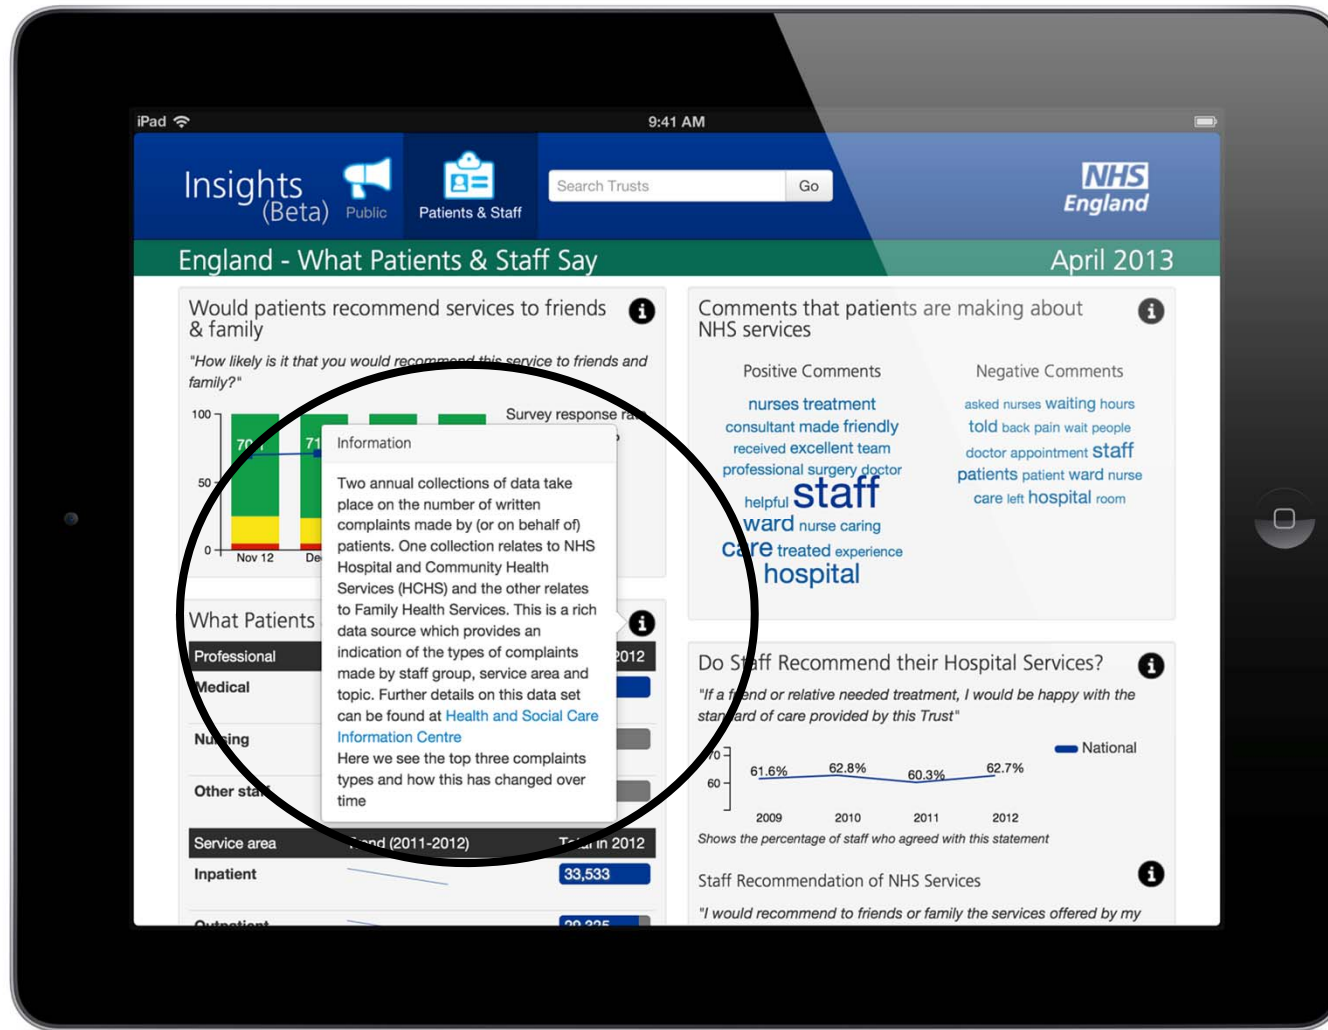 iPad
9:41 AM
Insights
(Beta)
Public
Patients & Staff
Search Trusts
Go
NHS
England
England - What Patients & Staff Say
April 2013
Would patients recommend services to friends
& family
"How likely is it that you would recommend this service to friends and
family?"
100
50
0
71
Nov 12
Survey response rate
Information
Two annual collections of data take
place on the number of written
complaints made by (or on behalf of)
patients. One collection relates to NHS
Hospital and Community Health
Services (HCHS) and the other relates
to Family Health Services. This is a rich
data source which provides an
indication of the types of complaints
made by staff group, service area and
topic. Further details on this data set
can be found at Health and Social Care
Information Centre
Here we see the top three complaints
types and how this has changed over
time
What Patients
Professional
2012
Medical
Nursing
Other staff
Service area
Trend (2011-2012)
Total in 2012
Inpatient
33,533
Outpatient
Comments that patients are making about
NHS services
Positive Comments
nurses treatment
consultant made friendly
received excellent team
professional surgery doctor
helpful staff
ward nurse caring
care treated experience
hospital
Negative Comments
asked nurses waiting hours
told back pain wait people
doctor appointment staff
patients patient ward nurse
care left hospital room
Do Staff Recommend their Hospital Services?
"If a friend or relative needed treatment, I would be happy with the
standard of care provided by this Trust"
70
60
61.6%
62.8%
60.3%
62.7%
National
2009
2010
2011
2012
Shows the percentage of staff who agreed with this statement
Staff Recommendation of NHS Services
"I would recommend to friends or family the services offered by my